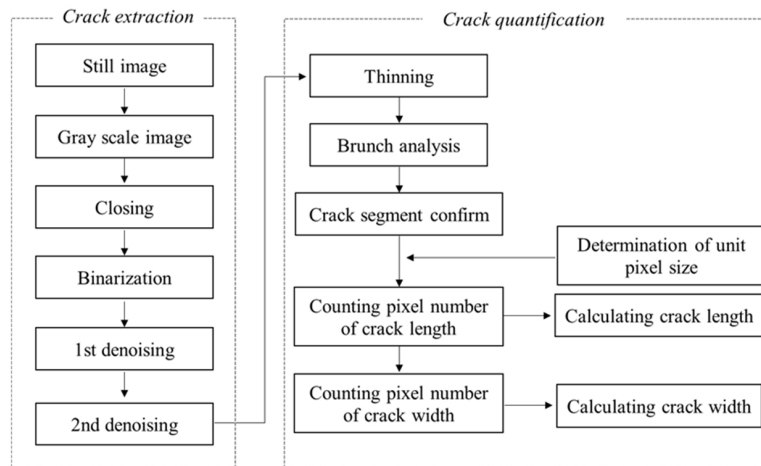 Crack extraction
Still image
Gray scale image
Closing
Binarization
1st denoising
2nd denoising
Crack quantification
Thinning
Brunch analysis
Crack segment confirm
Determination of unit
pixel size
Counting pixel number
of crack length
Calculating crack length
Counting pixel number
of crack width
Calculating crack width